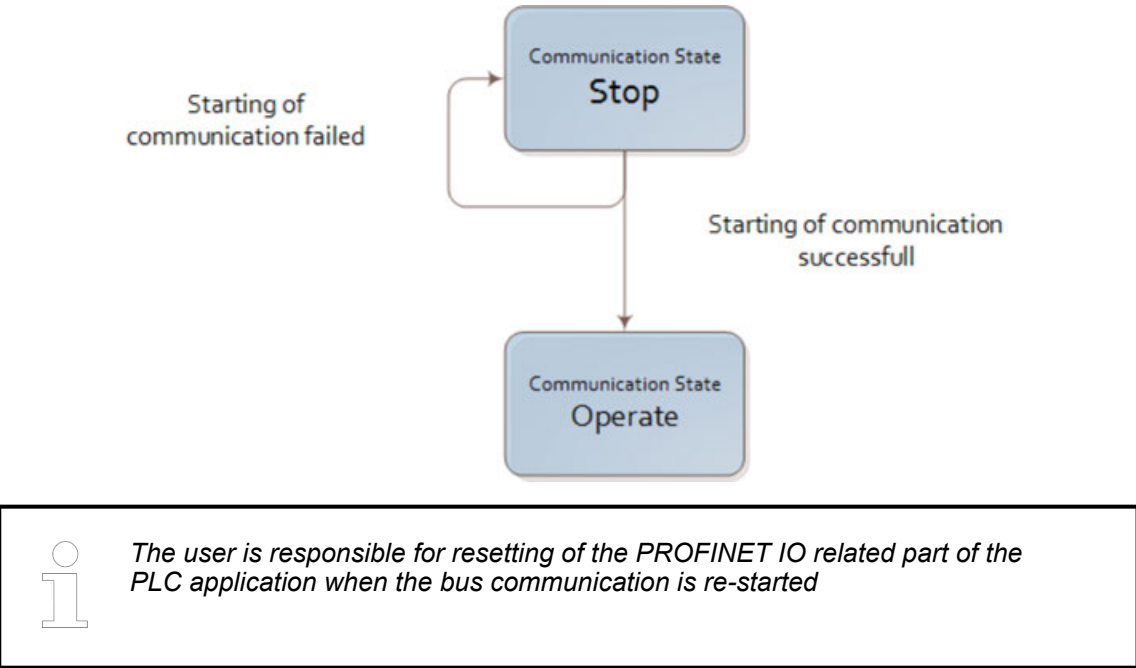 Communication State
Stop
Starting of
communication failed
Starting of communication
successfull
Communication State
Operate
The user is responsible for resetting of the PROFINET IO related part of the
PLC application when the bus communication is re-started